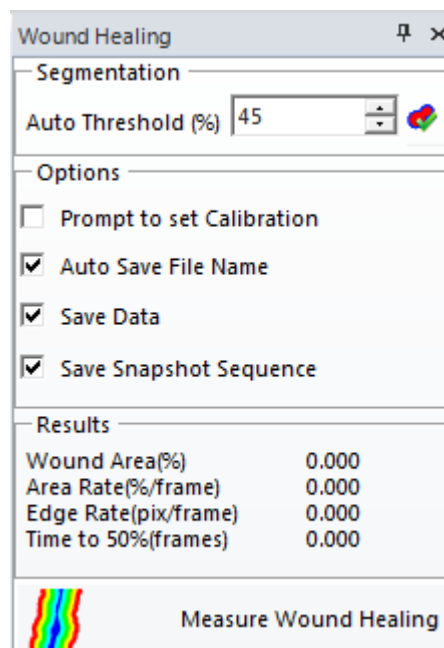 Wound Healing
Segmentation
Auto Threshold (%) 45
Options
Prompt to set Calibration
Auto Save File Name
Save Data
Save Snapshot Sequence
Results
Wound Area(%) 0.000
Area Rate(%/frame) 0.000
Edge Rate(pix/frame) 0.000
Time to 50%(frames) 0.000
Measure Wound Healing